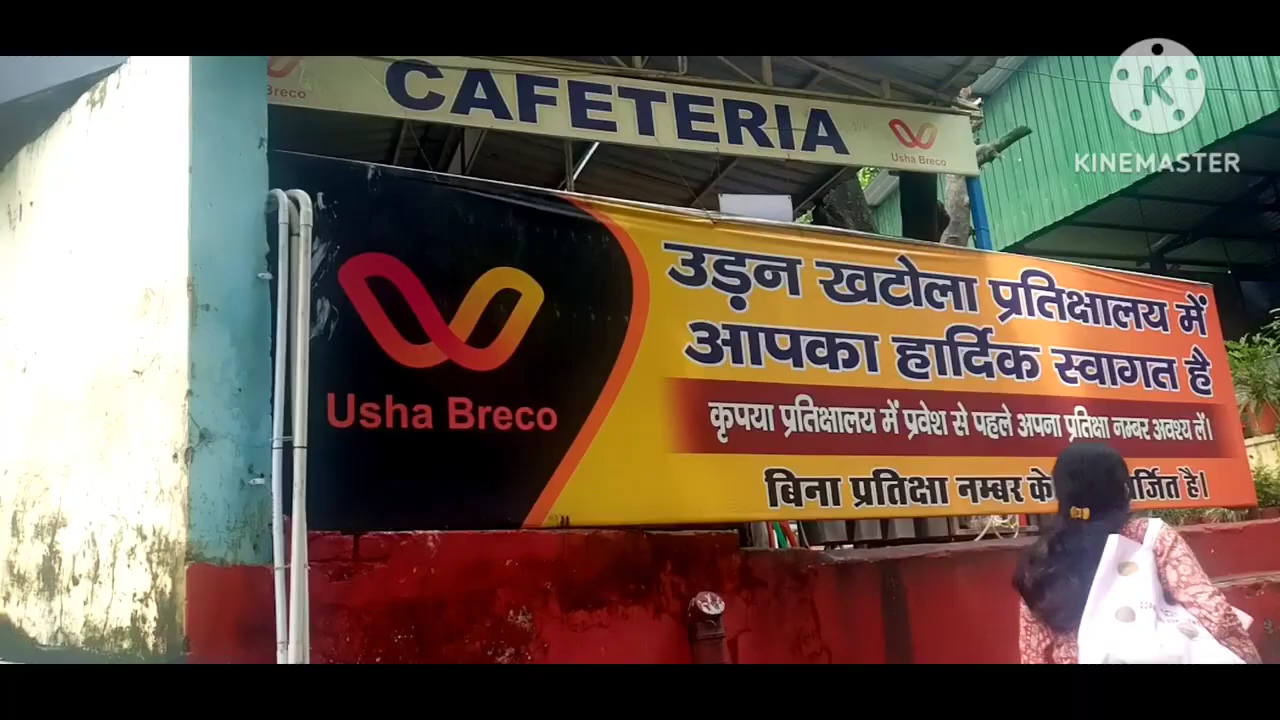 Breco
CAFETERIA
Usha Breco
KINEMASTER
उड़न खटोला प्रतिक्षालय में
आपका हार्दिक स्वागत है
Usha Breco
कृपया प्रतिक्षालय में प्रवेश से पहले अपना प्रतिक्षा नम्बर अवश्य लें।
बिना प्रतिक्षा नम्बर के है।